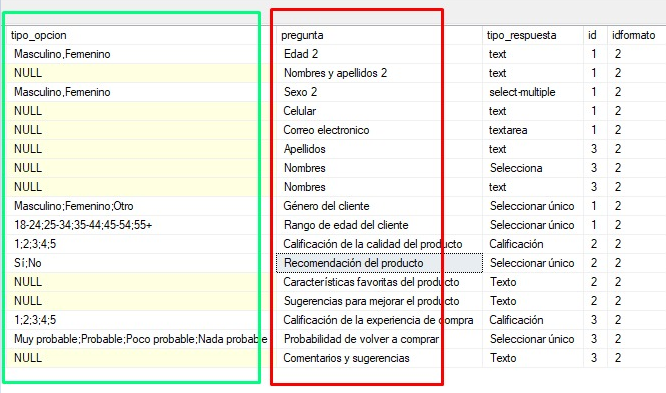 tipo_opcion pregunta tipo_respuesta id idformato
Masculino,Femenino Edad 2 text 1 2
NULL Nombres y apellidos 2 text 1 2
Masculino,Femenino Sexo 2 select-multiple 1 2
NULL Celular text 1 2
NULL Correo electronico textarea 1 2
NULL Apellidos text 3 2
NULL Nombres Selecciona 3 2
NULL Nombres text 3 2
Masculino;Femenino;Otro Género del cliente Seleccionar único 1 2
18-24;25-34;35-44;45-54;55+ Rango de edad del cliente Seleccionar único 1 2
1;2;3;4;5 Calificación de la calidad del producto Calificación 2 2
Sí;No Recomendación del producto Seleccionar único 2 2
NULL Características favoritas del producto Texto 2 2
NULL Sugerencias para mejorar el producto Texto 2 2
1;2;3;4;5 Calificación de la experiencia de compra Calificación 3 2
Muy probable;Probable;Poco probable;Nada probable Probabilidad de volver a comprar Seleccionar único 3 2
NULL Comentarios y sugerencias Texto 3 2